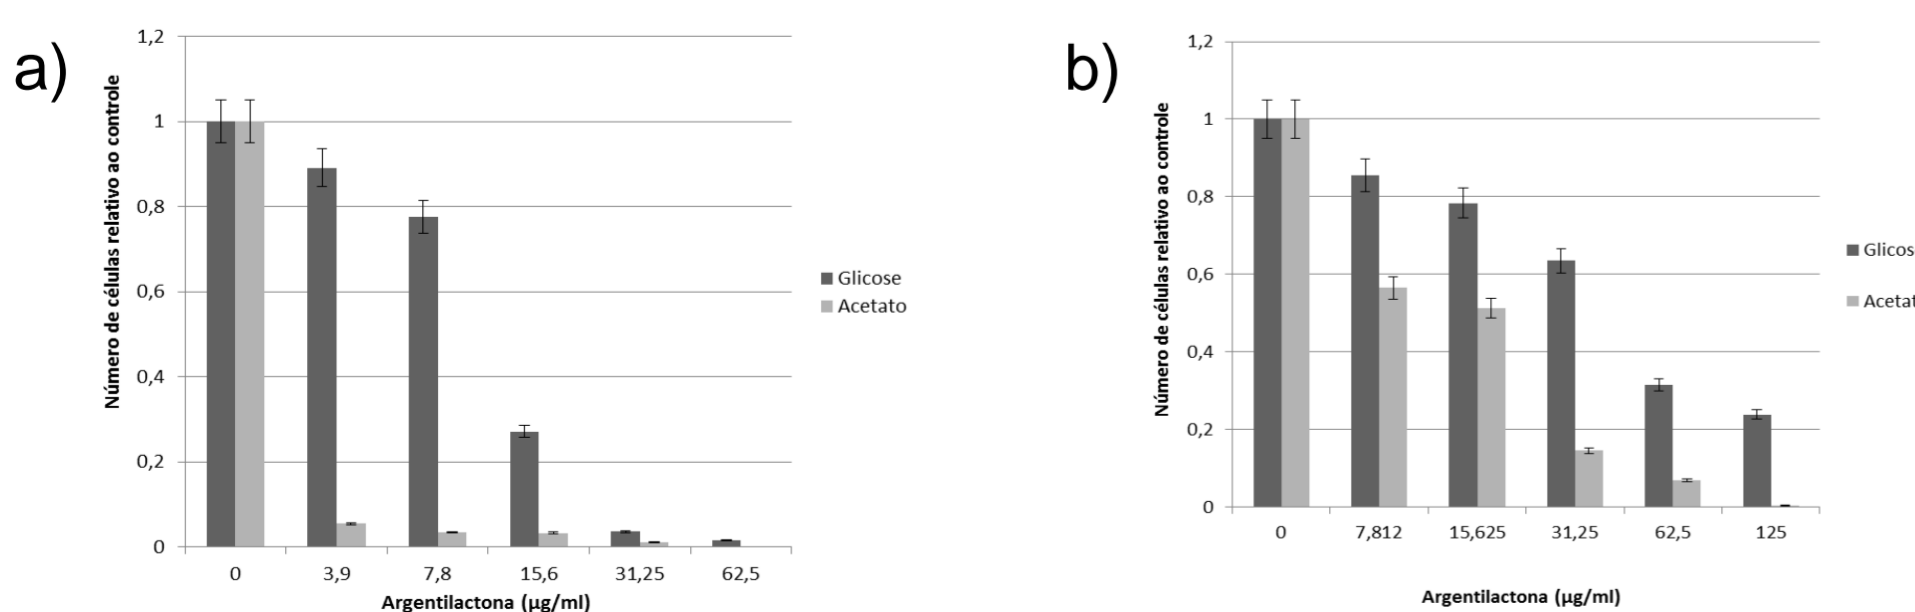 a)
Número de células relativo ao controle
1,2
1
0,8
0,6
0,4
0,2
0
0 3,9 7,8 15,6 31,25 62,5
Argentilactona (µg/ml)
Glicose
Acetato
b)
Número de células relativo ao controle
1,2
1
0,8
0,6
0,4
0,2
0
0 7,812 15,625 31,25 62,5 125
Argentilactona (µg/ml)
Glicos
Acetat